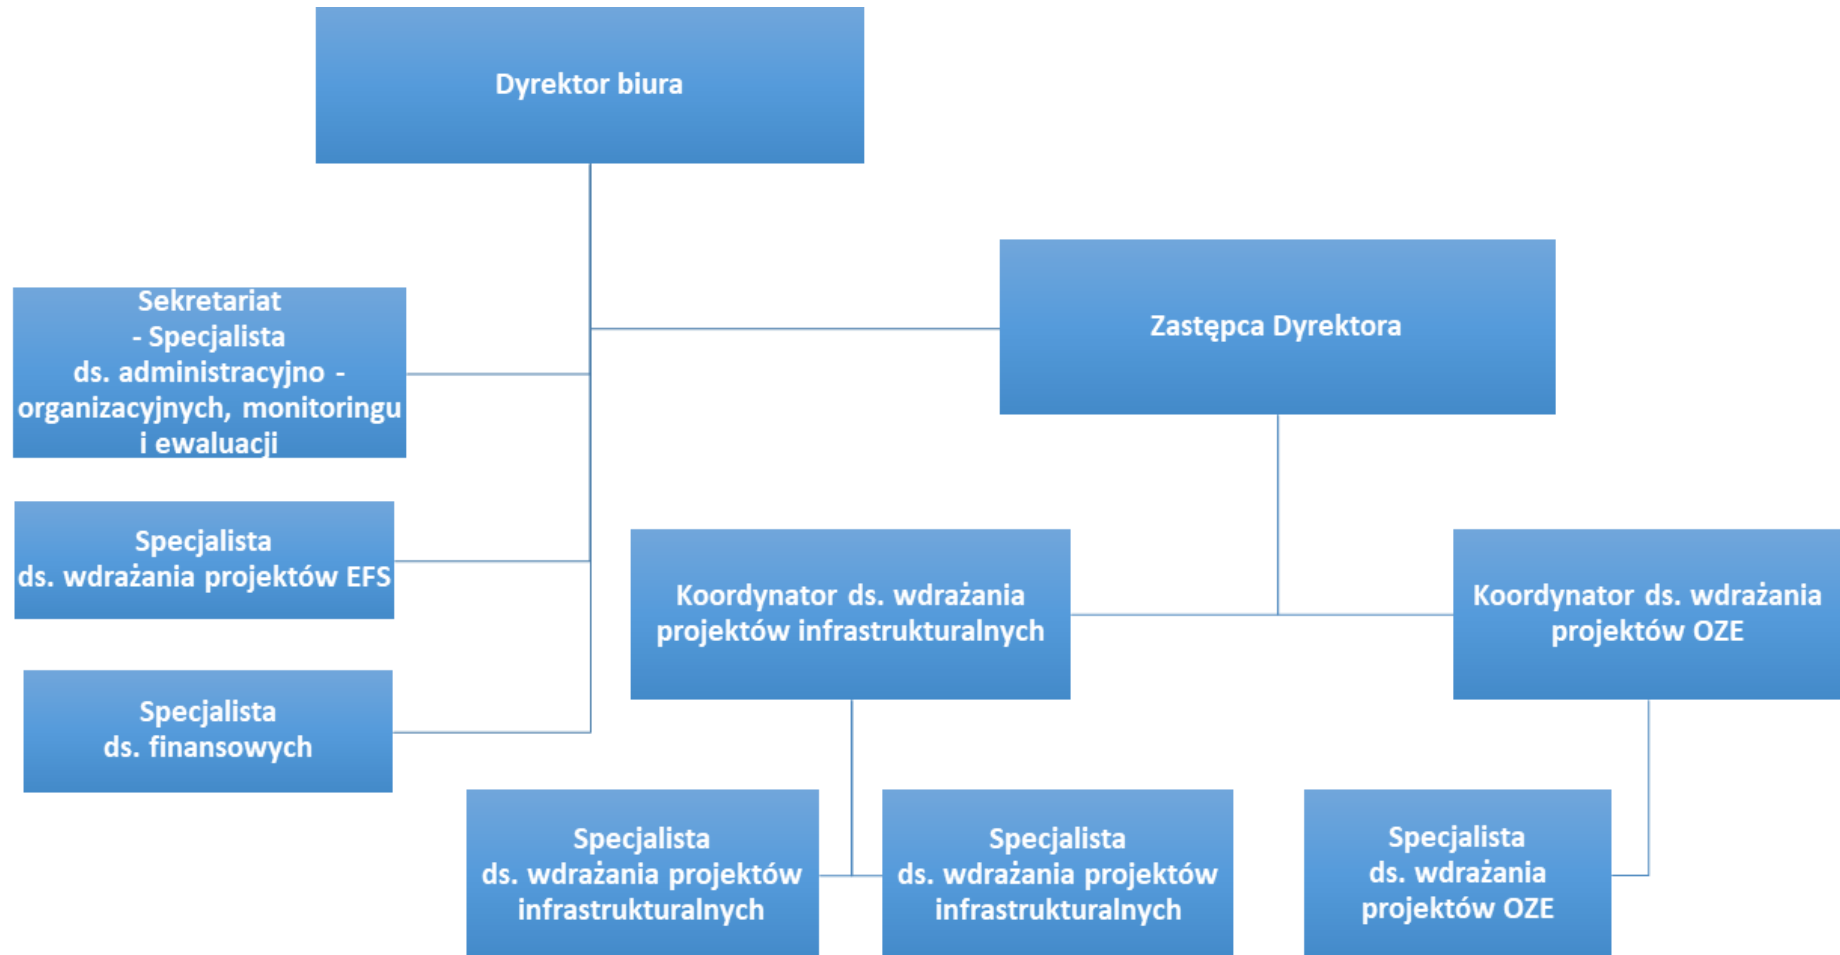 Dyrektor biura
Zastępca Dyrektora
Sekretariat
- Specjalista
ds. administracyjno -
organizacyjnych, monitoringu
i ewaluacji
Specjalista
ds. wdrażania projektów EFS
Specjalista
ds. finansowych
Koordynator ds. wdrażania
projektów infrastrukturalnych
Koordynator ds. wdrażania
projektów OZE
Specjalista
ds. wdrażania projektów
infrastrukturalnych
Specjalista
ds. wdrażania projektów
infrastrukturalnych
Specjalista
ds. wdrażania
projektów OZE